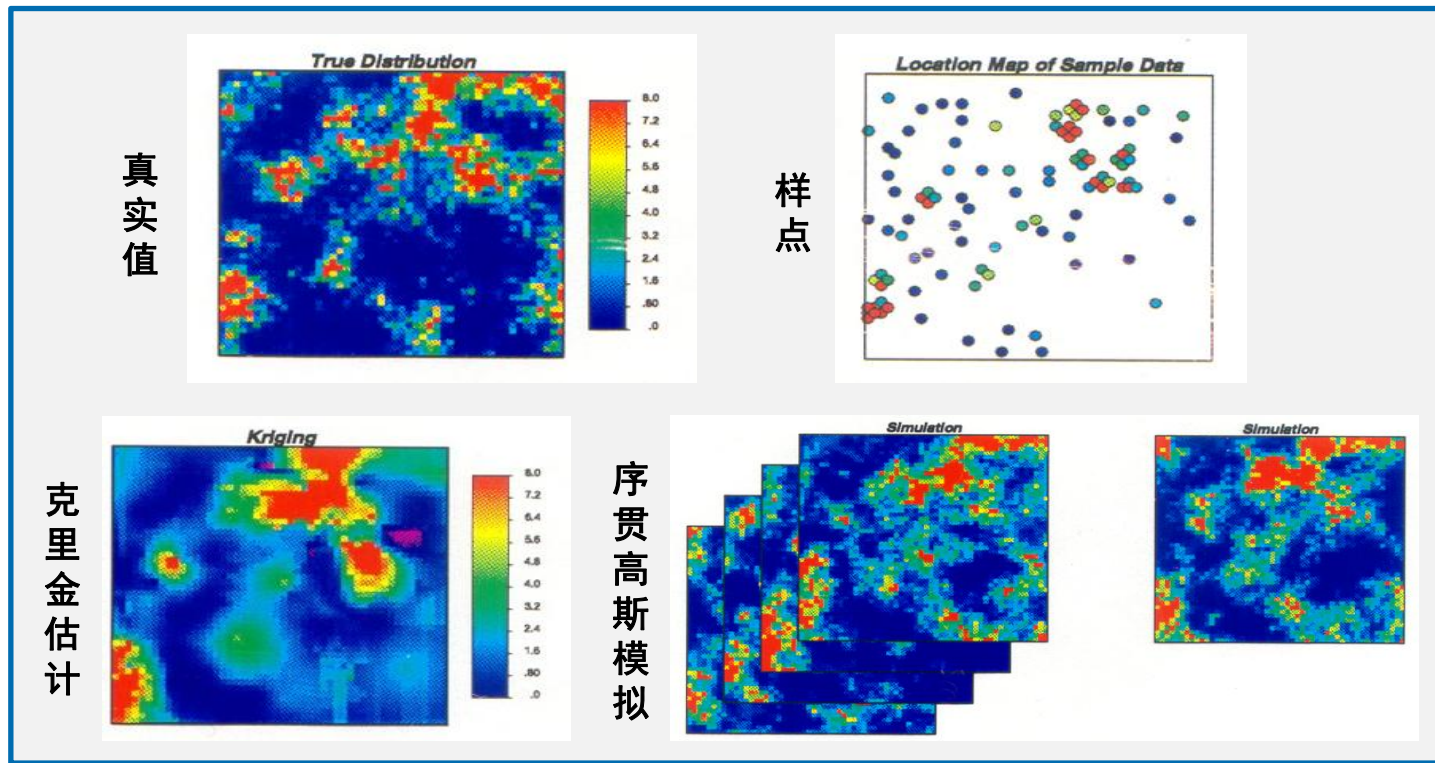 True Distribution
真实值
8.0
7.2
6.4
5.6
4.8
4.0
3.2
2.4
1.6
.80
.0
Location Map of Sample Data
样点
Kriging
克里金估计
8.0
7.2
6.4
5.6
4.8
4.0
3.2
2.4
1.6
.80
.0
序贯高斯模拟
Simulation
Simulation